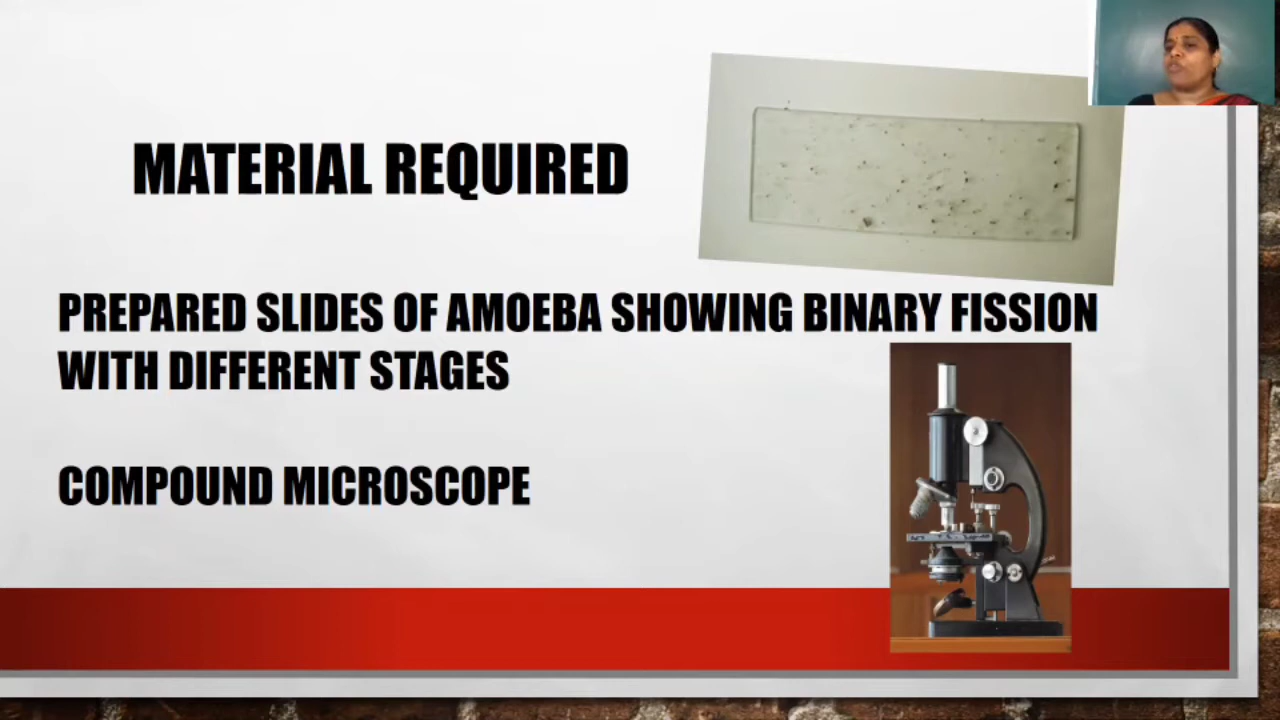 MATERIAL REQUIRED
PREPARED SLIDES OF AMOEBA SHOWING BINARY FISSION
WITH DIFFERENT STAGES
COMPOUND MICROSCOPE